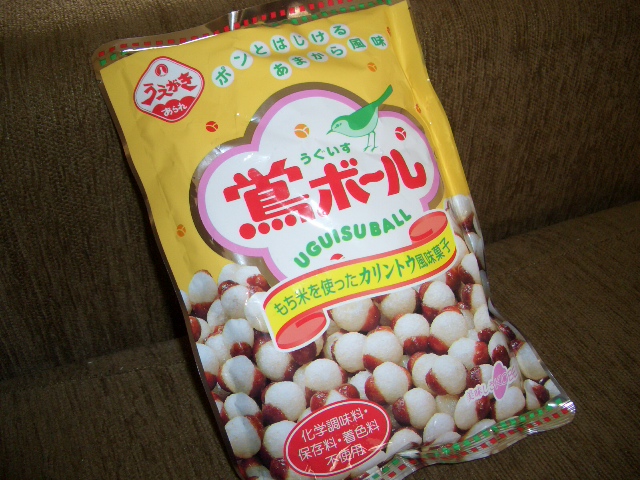 ポンとはじける
あまから風味
うえがき
あられ
うぐいす
鶯ボール
UGUISU BALL
もち米を使ったカリントウ風味菓子
化学調味料・
保存料・着色料
不使用